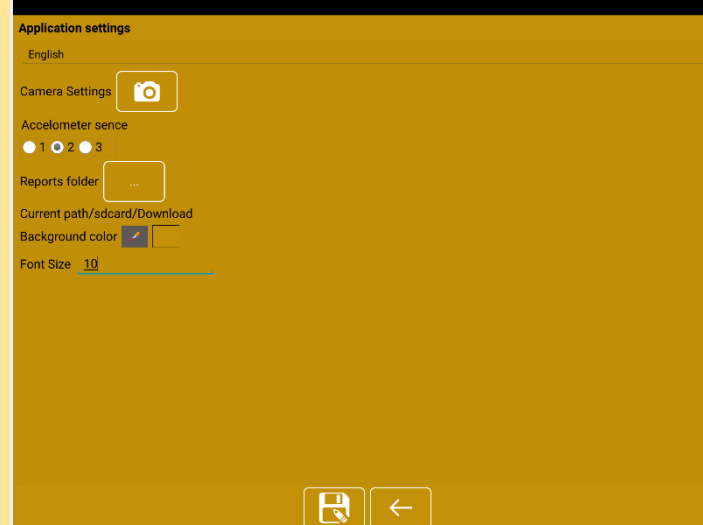 Application settings
English
Camera Settings
Accelometer sence
1 2 3
Reports folder ...
Current path/sdcard/Download
Background color
Font Size 10